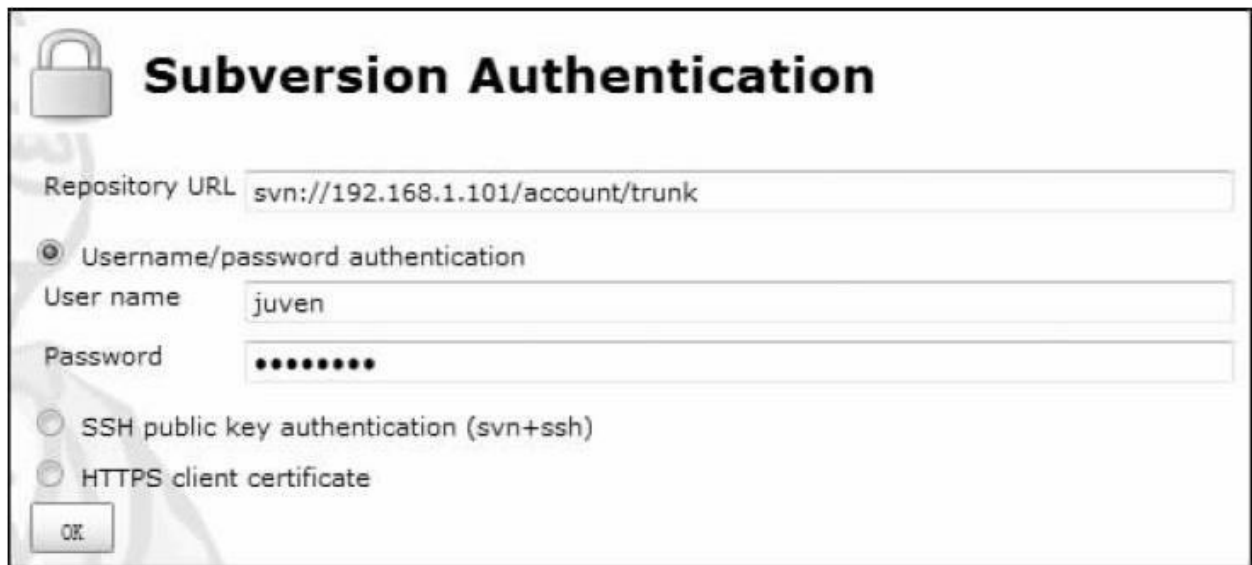 Subversion Authentication
Repository URL svn://192.168.1.101/account/trunk
Username/password authentication
User name juven
Password ••••••••
SSH public key authentication (svn+ssh)
HTTPS client certificate
OK